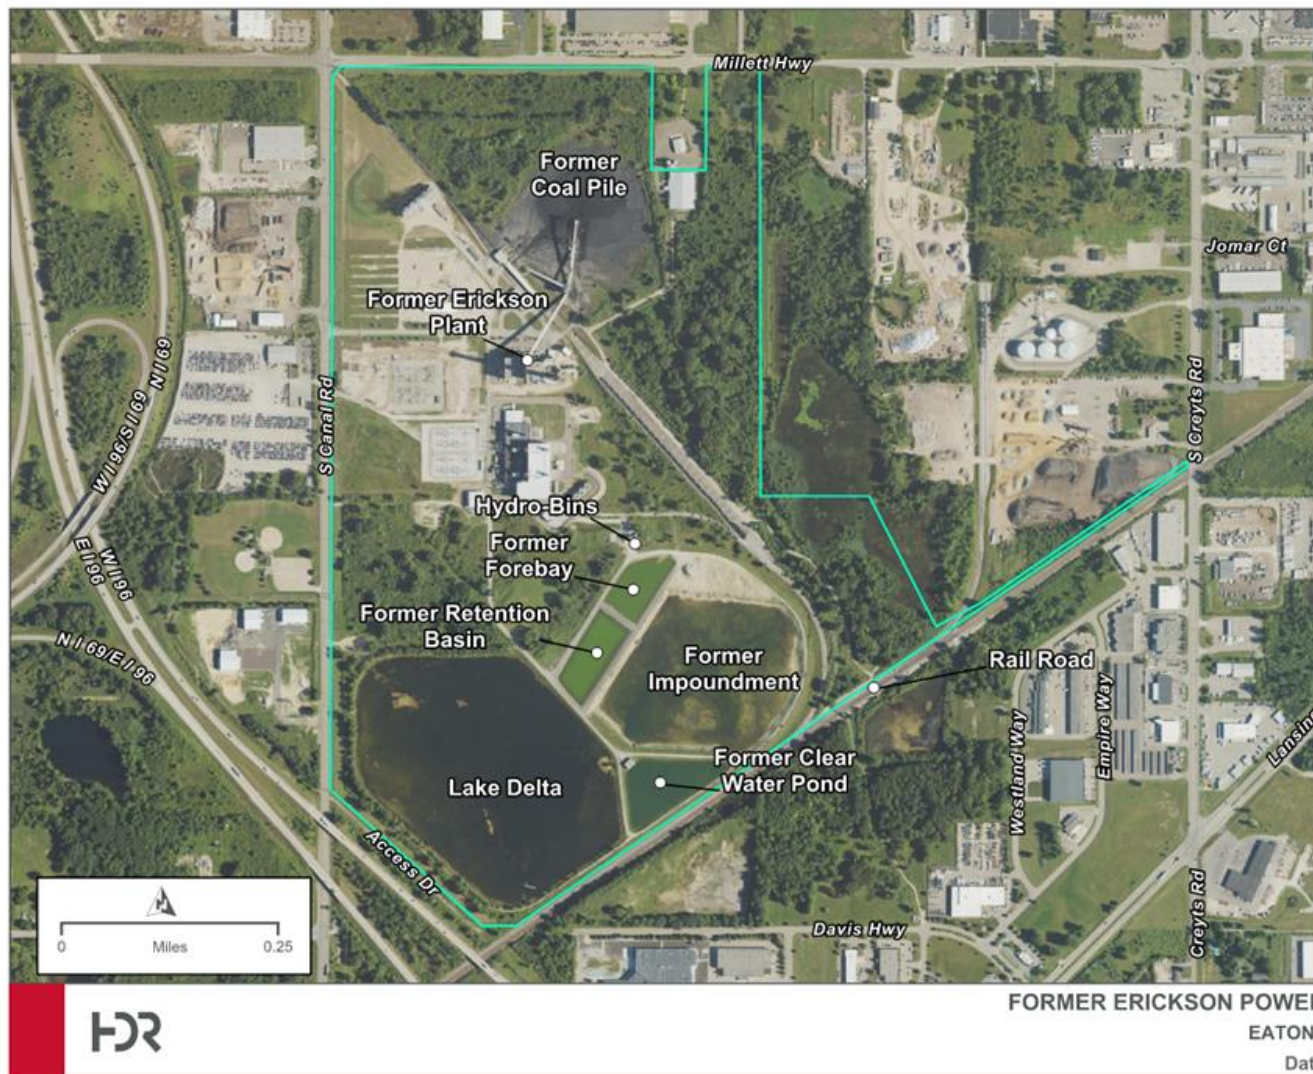 Millett Hwy
Former
Coal Pile
Jomar Ct
Former Erickson
Plant
N I 69
W I 96/S I 69
S Canal Rd
S Creyts Rd
Hydro-Bins
Former
Forebay
W I 96
E I 96
Former Retention
Basin
N I 69/E I 96
Former
Impoundment
Rail Road
Westland Way
Empire Way
Lansin
Lake Delta
Former Clear
Water Pond
Access Dr
Creyts Rd
Davis Hwy
0
Miles
0.25
HDR
FORMER ERICKSON POWE
EATON
Dat